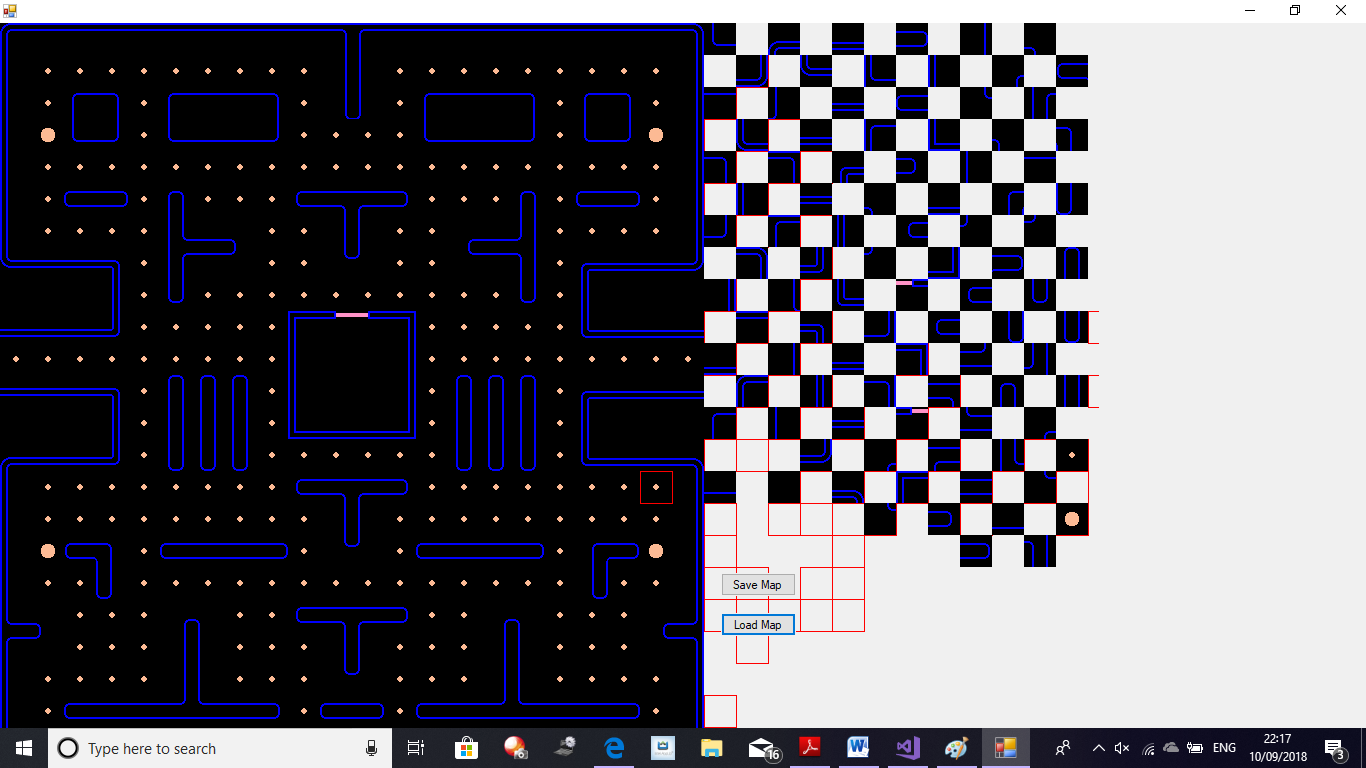 Save Map
Load Map
Type here to search
16
ENG
22:17
10/09/2018
3